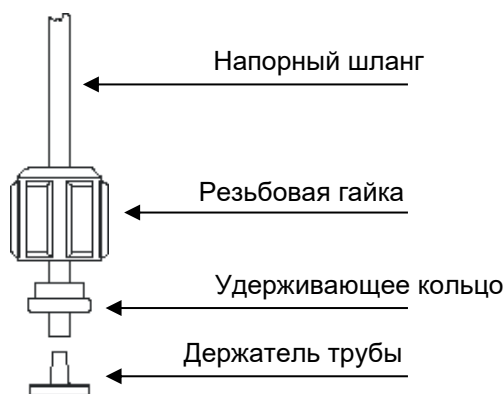 Напорный шланг
Резьбовая гайка
Удерживающее кольцо
Держатель трубы